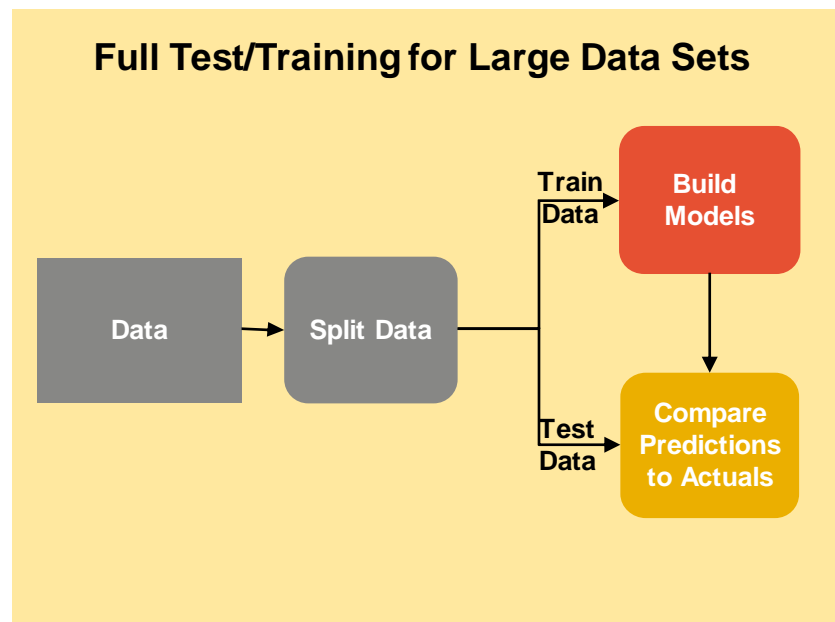 Full Test/Training for Large Data Sets
Train
Data
Build
Models
Data
Split Data
Test
Data
Compare
Predictions
to Actuals